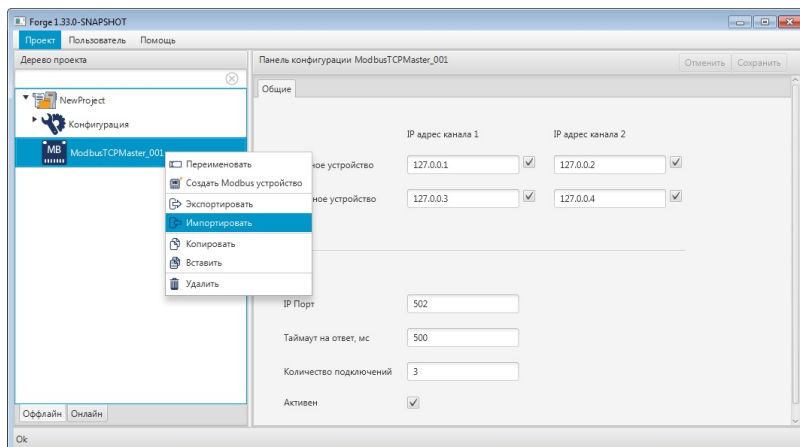 Forge 1.33.0-SNAPSHOT
Проект Пользователь Помощь
Дерево проекта
Панель конфигурации ModbusTCPMaster_001
Отменить Сохранить
Общие
NewProject
Конфигурация
MB ModbusTCPMaster_001
IP адрес канала 1 IP адрес канала 2
ное устройство 127.0.0.1 127.0.0.2
ное устройство 127.0.0.3 127.0.0.4
Переименовать
Создать Modbus устройство
Экспортировать
Импортировать
Копировать
Вставить
Удалить
IP Порт 502
Таймаут на ответ, мс 500
Количество подключений 3
Активен
Оффлайн Онлайн
Ok